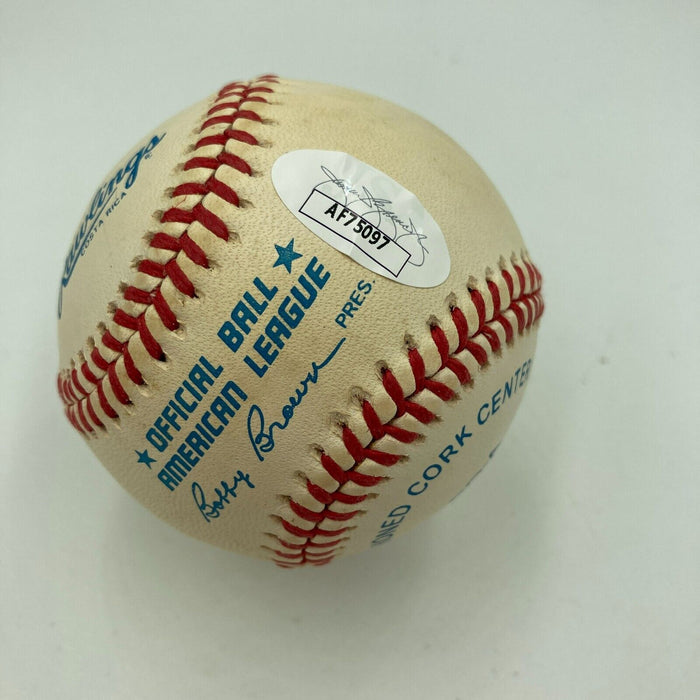 Rawlings
COSTA RICA
AF75097
OFFICIAL BALL
AMERICAN LEAGUE
Bobby Brown PRES.
CORK CENTER